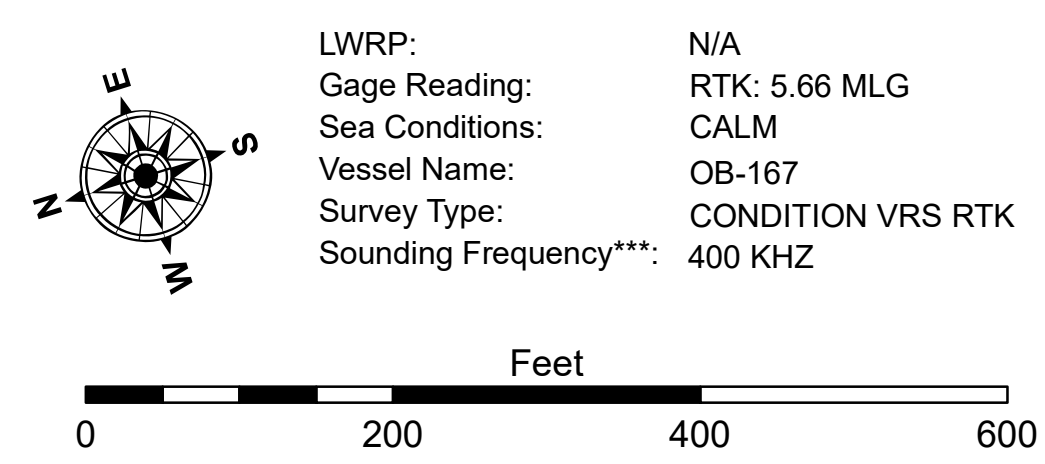 E
S
N
W
LWRP: N/A
Gage Reading: RTK: 5.66 MLG
Sea Conditions: CALM
Vessel Name: OB-167
Survey Type: CONDITION VRS RTK
Sounding Frequency***: 400 KHZ
Feet
0 200 400 600